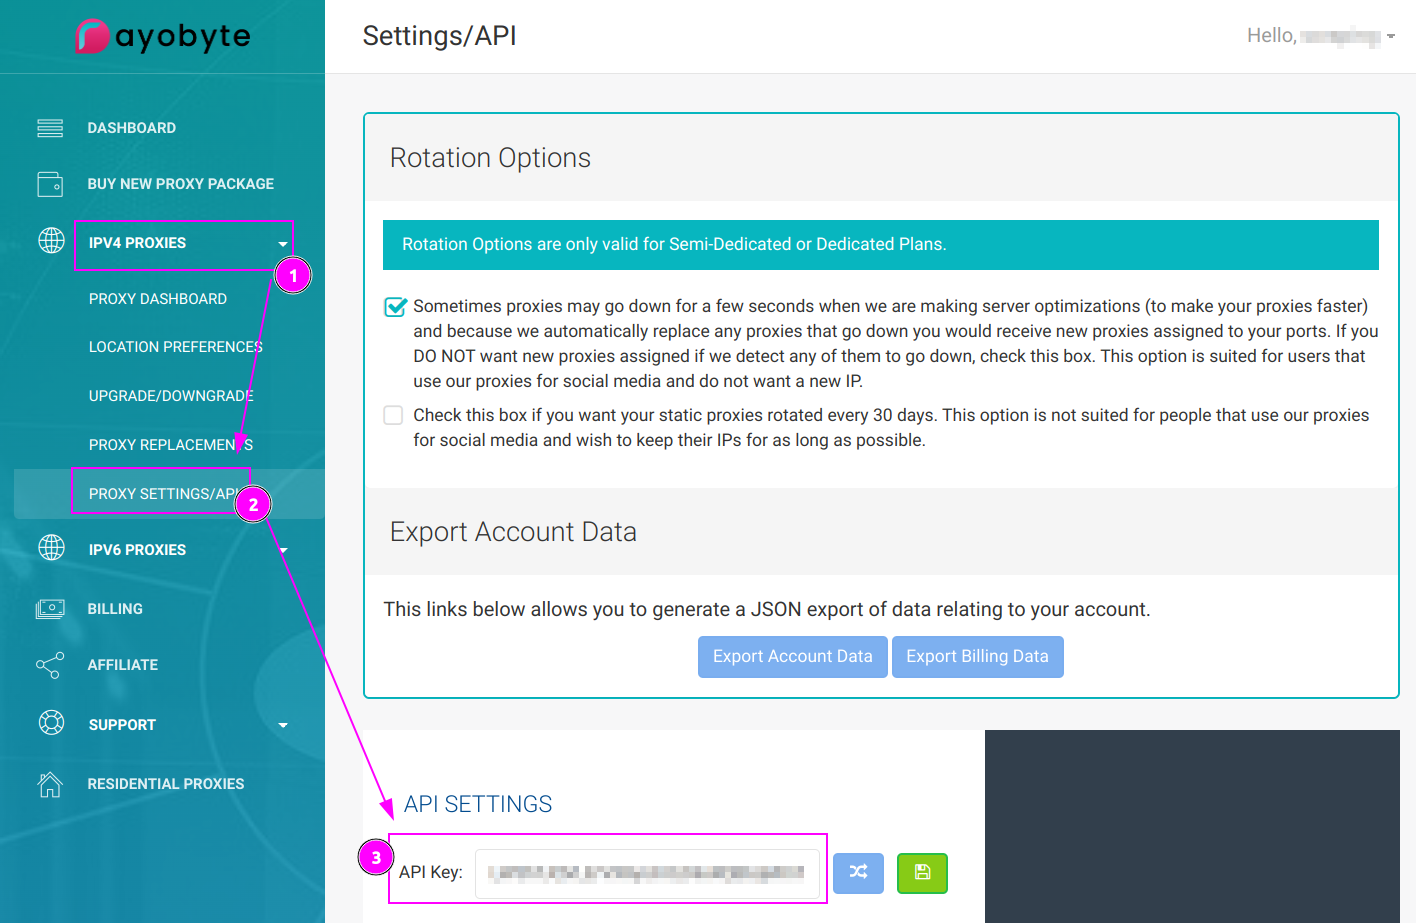 ayobyte
Settings/API
Hello,
DASHBOARD
BUY NEW PROXY PACKAGE
IPV4 PROXIES
1
PROXY DASHBOARD
LOCATION PREFERENCES
UPGRADE/DOWNGRADE
PROXY REPLACEMENTS
PROXY SETTINGS/API
2
IPV6 PROXIES
BILLING
AFFILIATE
SUPPORT
RESIDENTIAL PROXIES
Rotation Options
Rotation Options are only valid for Semi-Dedicated or Dedicated Plans.
Sometimes proxies may go down for a few seconds when we are making server optimizations (to make your proxies faster)
and because we automatically replace any proxies that go down you would receive new proxies assigned to your ports. If you
DO NOT want new proxies assigned if we detect any of them to go down, check this box. This option is suited for users that
use our proxies for social media and do not want a new IP.
Check this box if you want your static proxies rotated every 30 days. This option is not suited for people that use our proxies
for social media and wish to keep their IPs for as long as possible.
Export Account Data
This links below allows you to generate a JSON export of data relating to your account.
Export Account Data
Export Billing Data
API SETTINGS
3
API Key: